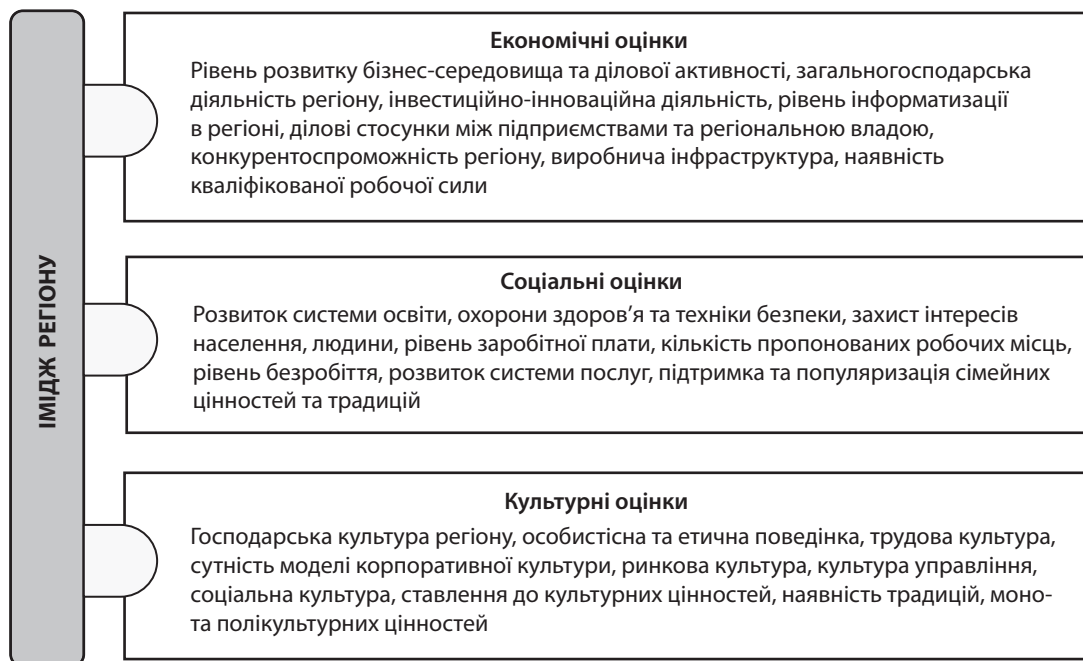 ІМІДЖ РЕГІОНУ
Економічні оцінки
Рівень розвитку бізнес-середовища та ділової активності, загальногосподарська
діяльність регіону, інвестиційно-інноваційна діяльність, рівень інформатизації
в регіоні, ділові стосунки між підприємствами та регіональною владою,
конкурентоспроможність регіону, виробнича інфраструктура, наявність
кваліфікованої робочої сили
Соціальні оцінки
Розвиток системи освіти, охорони здоров’я та техніки безпеки, захист інтересів
населення, людини, рівень заробітної плати, кількість пропонованих робочих місць,
рівень безробіття, розвиток системи послуг, підтримка та популяризація сімейних
цінностей та традицій
Культурні оцінки
Господарська культура регіону, особистісна та етична поведінка, трудова культура,
сутність моделі корпоративної культури, ринкова культура, культура управління,
соціальна культура, ставлення до культурних цінностей, наявність традицій, моно-
та полікультурних цінностей